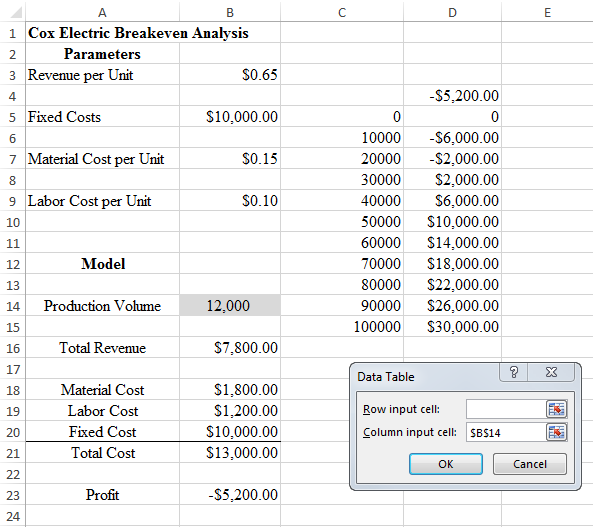 A B C D E
1 Cox Electric Breakeven Analysis
2 Parameters
3 Revenue per Unit $0.65
4 -$5,200.00
5 Fixed Costs $10,000.00 0 0
6 10000 -$6,000.00
7 Material Cost per Unit $0.15 20000 -$2,000.00
8 30000 $2,000.00
9 Labor Cost per Unit $0.10 40000 $6,000.00
10 50000 $10,000.00
11 60000 $14,000.00
12 Model 70000 $18,000.00
13 80000 $22,000.00
14 Production Volume 12,000 90000 $26,000.00
15 100000 $30,000.00
16 Total Revenue $7,800.00
17
Data Table ?
18 Material Cost $1,800.00
19 Labor Cost $1,200.00
Row input cell:
20 Fixed Cost $10,000.00
Column input cell: $B$14
21 Total Cost $13,000.00
OK Cancel
22
23 Profit -$5,200.00
24